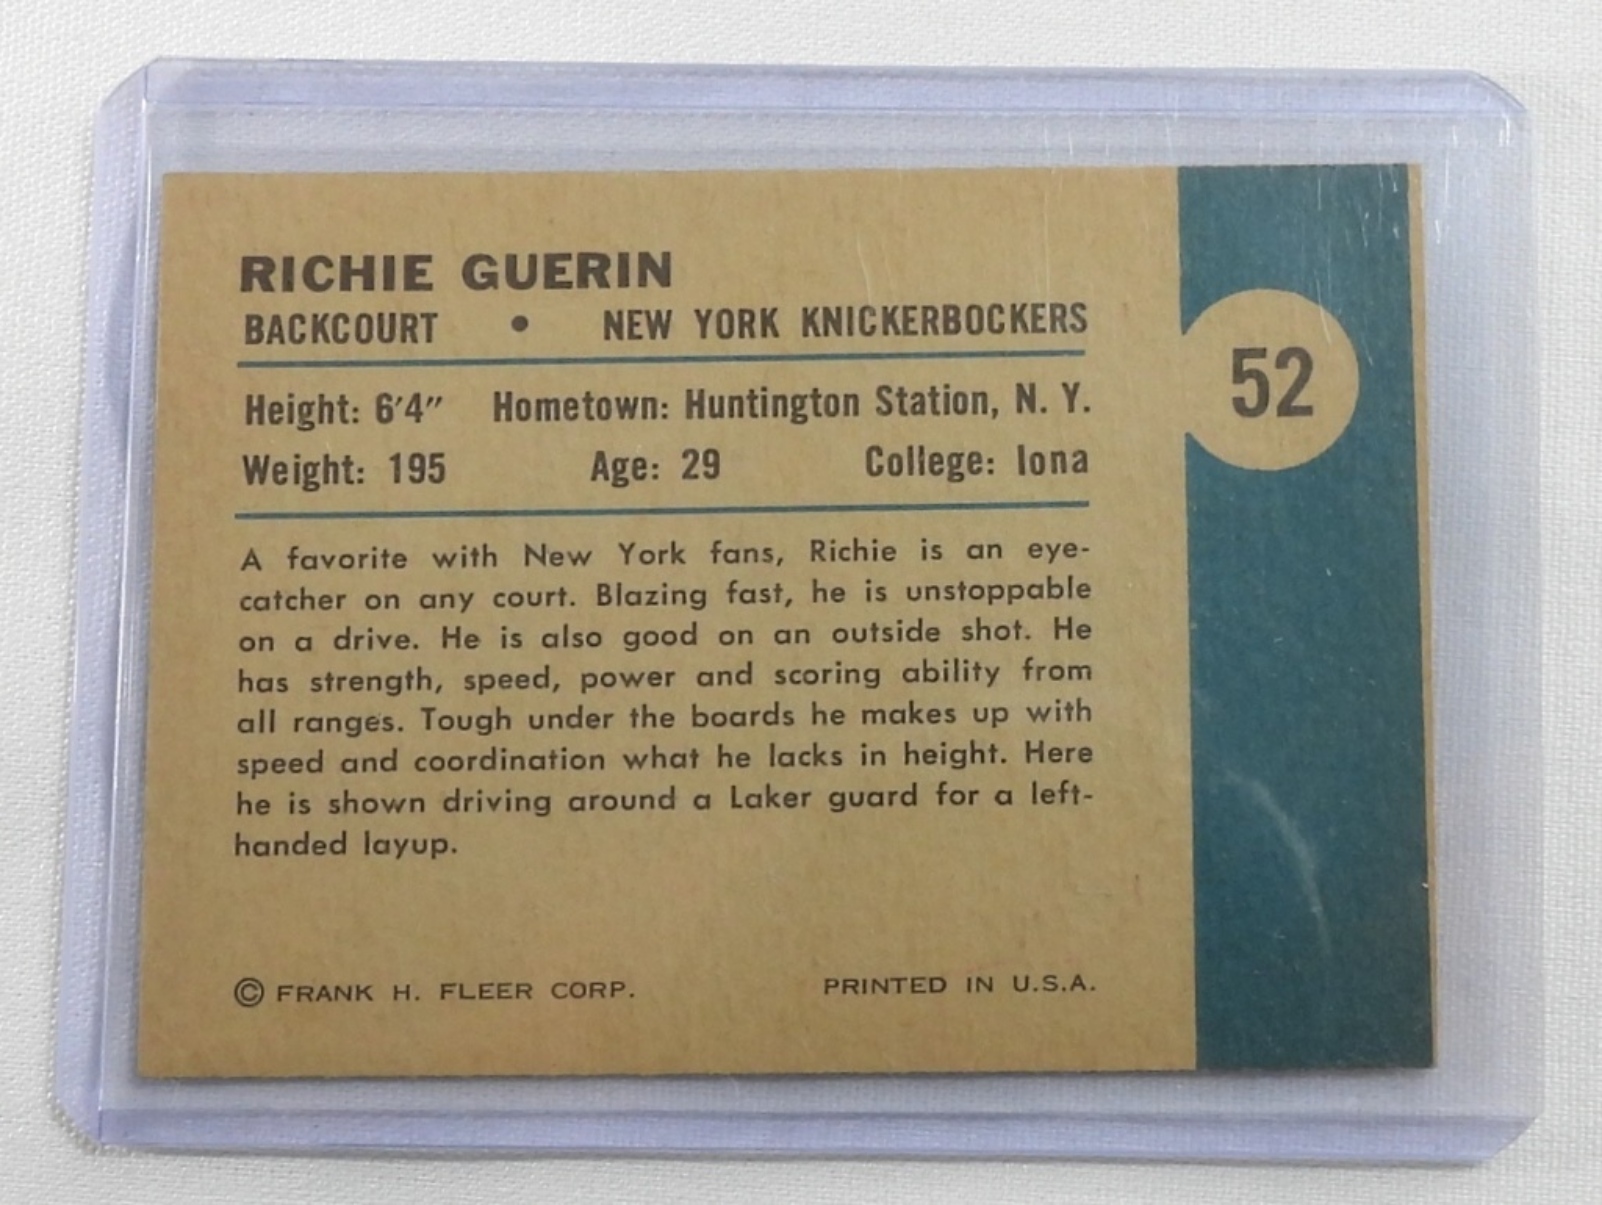 RICHIE GUERIN
BACKCOURT • NEW YORK KNICKERBOCKERS
52
Height: 6'4" Hometown: Huntington Station, N. Y.
Weight: 195 Age: 29 College: Iona
A favorite with New York fans, Richie is an eye-
catcher on any court. Blazing fast, he is unstoppable
on a drive. He is also good on an outside shot. He
has strength, speed, power and scoring ability from
all ranges. Tough under the boards he makes up with
speed and coordination what he lacks in height. Here
he is shown driving around a Laker guard for a left-
handed layup.
© FRANK H. FLEER CORP. PRINTED IN U.S.A.